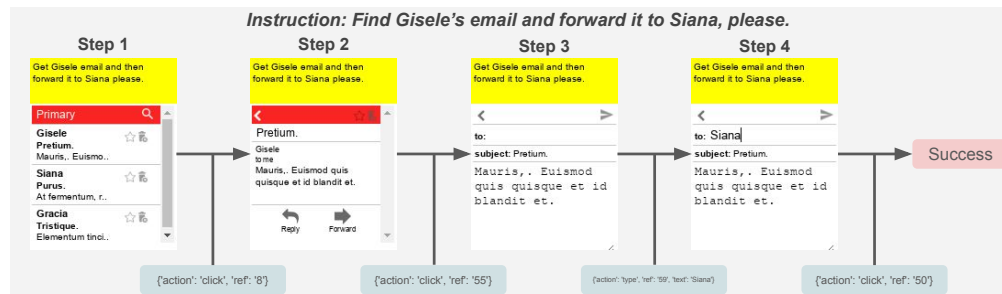 Instruction: Find Gisele's email and forward it to Siana, please.
Step 1
Step 2
Step 3
Step 4
Get Gisele email and then
forward it to Siana please.
Primary
Gisele
Pretium.
Mauris,. Euismo..
Siana
Purus.
At fermentum, r..
Gracia
Tristique.
Elementum tinci..
Get Gisele email and then
forward it to Siana please.
Pretium.
Gisele
to me
Mauris,. Euismod quis
quisque et id blandit et.
Reply
Forward
Get Gisele email and then
forward it to Siana please.
to:
subject: Pretium.
Mauris,. Euismod
quis quisque et id
blandit et.
Get Gisele email and then
forward it to Siana please.
to: Siana
subject: Pretium.
Mauris,. Euismod
quis quisque et id
blandit et.
Success
{'action': 'click', 'ref': '8'}
{'action': 'click', 'ref': '55'}
{'action': 'type', 'ref': '59', 'text': 'Siana'}
{'action': 'click', 'ref': '50'}